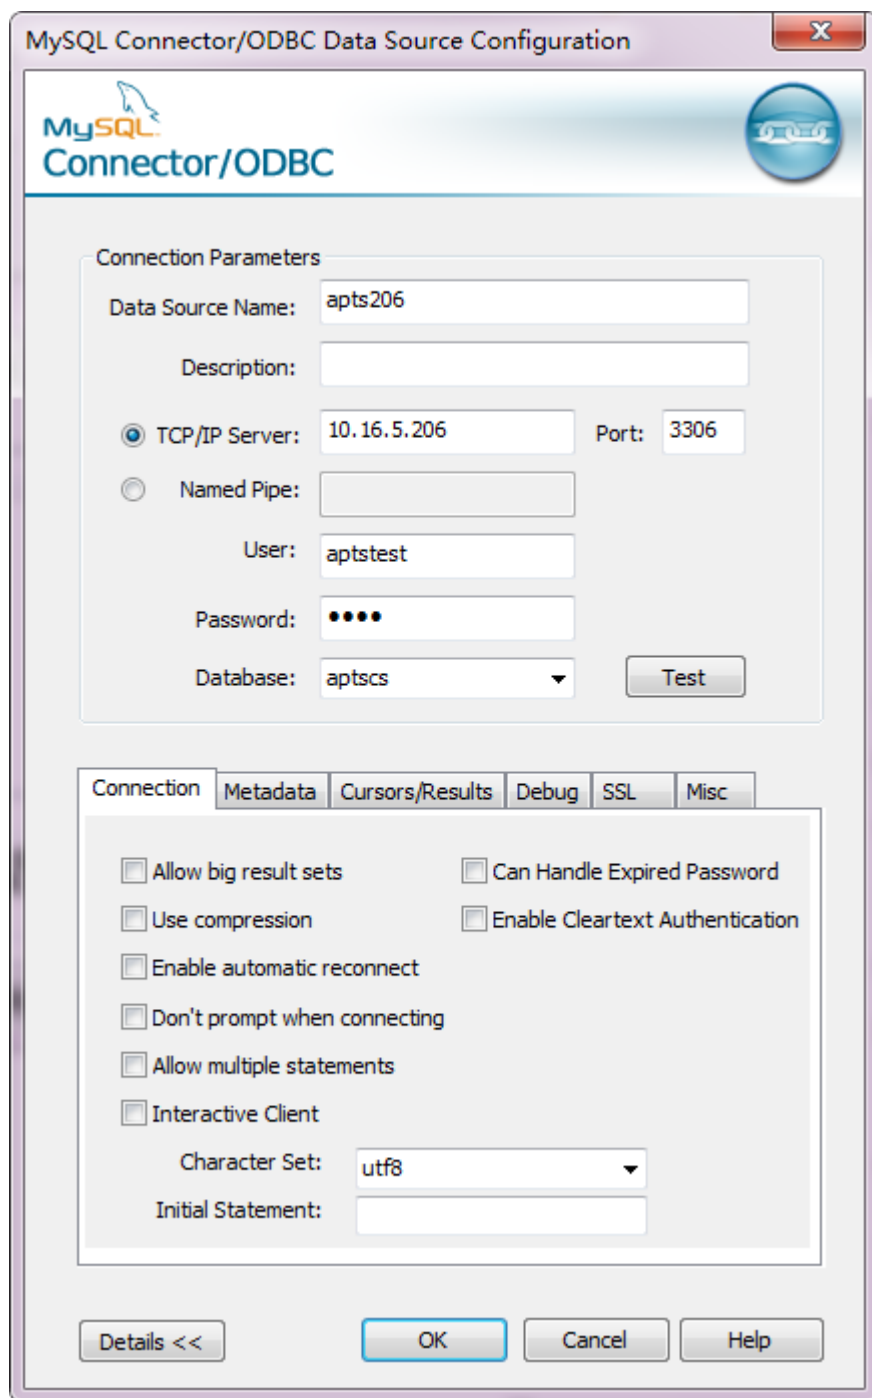 MySQL Connector/ODBC Data Source Configuration
MySQL
Connector/ODBC
Connection Parameters
Data Source Name: apts206
Description:
TCP/IP Server: 10.16.5.206 Port: 3306
Named Pipe:
User: aptstest
Password: ••••
Database: aptscs Test
Connection Metadata Cursors/Results Debug SSL Misc
Allow big result sets Can Handle Expired Password
Use compression Enable Cleartext Authentication
Enable automatic reconnect
Don't prompt when connecting
Allow multiple statements
Interactive Client
Character Set: utf8
Initial Statement:
Details << OK Cancel Help